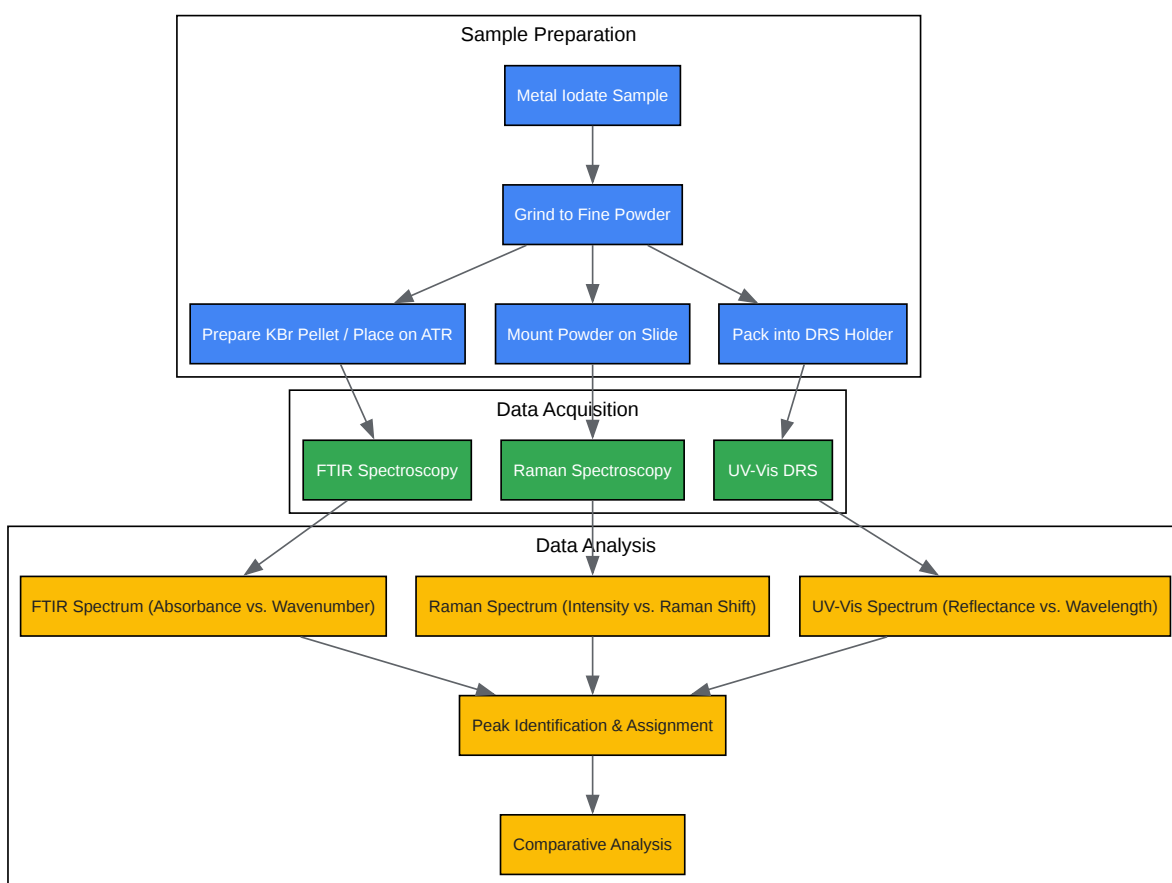 Sample Preparation
Metal Iodate Sample
Grind to Fine Powder
Prepare KBr Pellet / Place on ATR
Mount Powder on Slide
Pack into DRS Holder
Data Acquisition
FTIR Spectroscopy
Raman Spectroscopy
UV-Vis DRS
Data Analysis
FTIR Spectrum (Absorbance vs. Wavenumber)
Raman Spectrum (Intensity vs. Raman Shift)
UV-Vis Spectrum (Reflectance vs. Wavelength)
Peak Identification & Assignment
Comparative Analysis